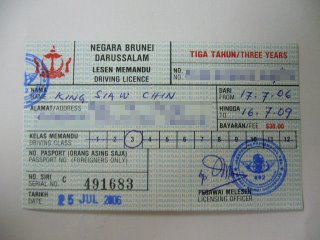 NEGARA BRUNEI
DARUSSALAM
LESEN MEMANDU
DRIVING LICENCE
TIGA TAHUN/THREE YEARS
NO.
NO.
NAMA
NAME KING SIAW CHIN
DARI
FROM 17.7.06
ALAMAT/ADDRESS
HINGGA
TO 16.7.09
BAYARAN/FEE $30.00
KELAS MEMANDU
DRIVING CLASS
1 2 3 4 5 6 7 8 9 10 11 12
NO. PASPORT (ORANG ASING SAJA)
PASSPORT NO. (FOREIGNERS ONLY)
NO. SIRI
SERIAL NO. C 491683
TARIKH
DATE 25 JUL 2006
PEGAWAI MELESEN
LICENSING OFFICER